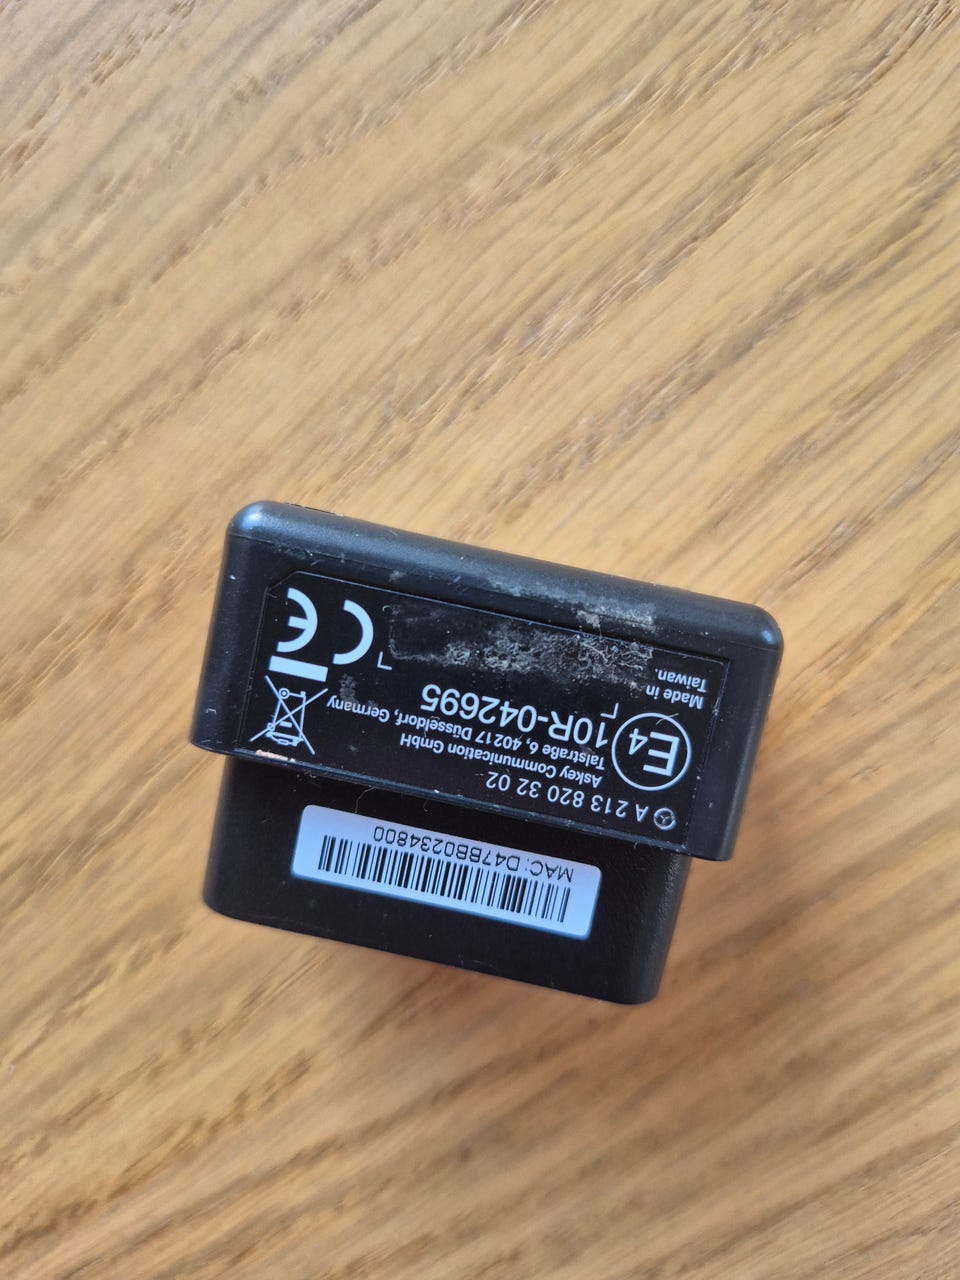 A 213 820 32 02
Askey Communication GmbH
Talstraße 6, 40217 Düsseldorf, Germany
E4 10R-042695
Made in
Taiwan.
CE
MAC: D47BB0234800